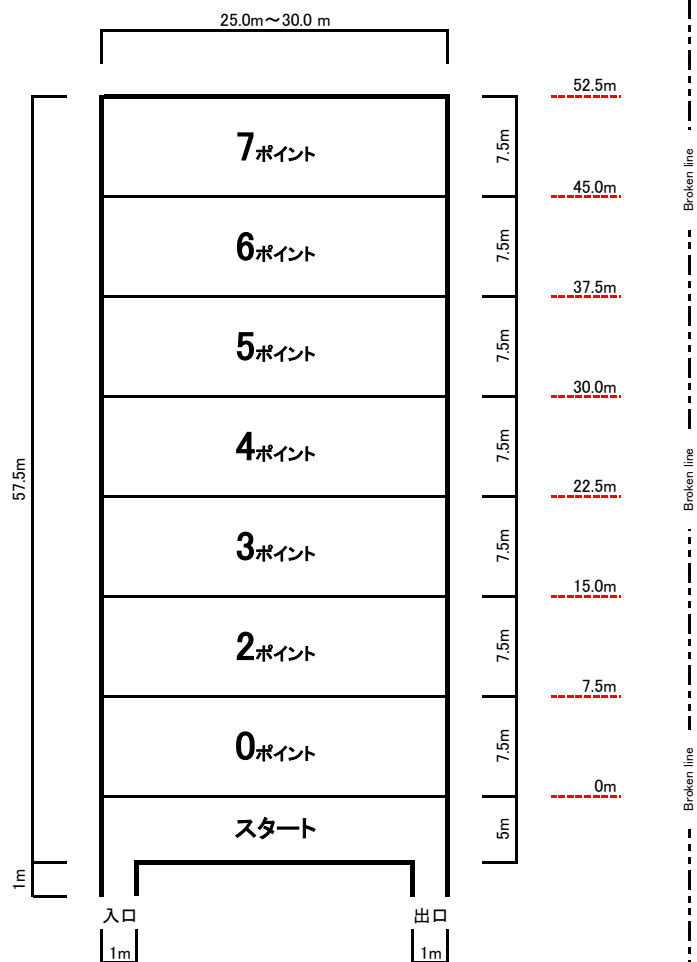 25.0m～30.0 m
52.5m
7ポイント
7.5m
45.0m
Broken line
6ポイント
7.5m
37.5m
5ポイント
7.5m
30.0m
4ポイント
7.5m
57.5m
22.5m
Broken line
3ポイント
7.5m
15.0m
2ポイント
7.5m
7.5m
0ポイント
7.5m
0m
Broken line
スタート
5m
1m
入口
出口
1m
1m